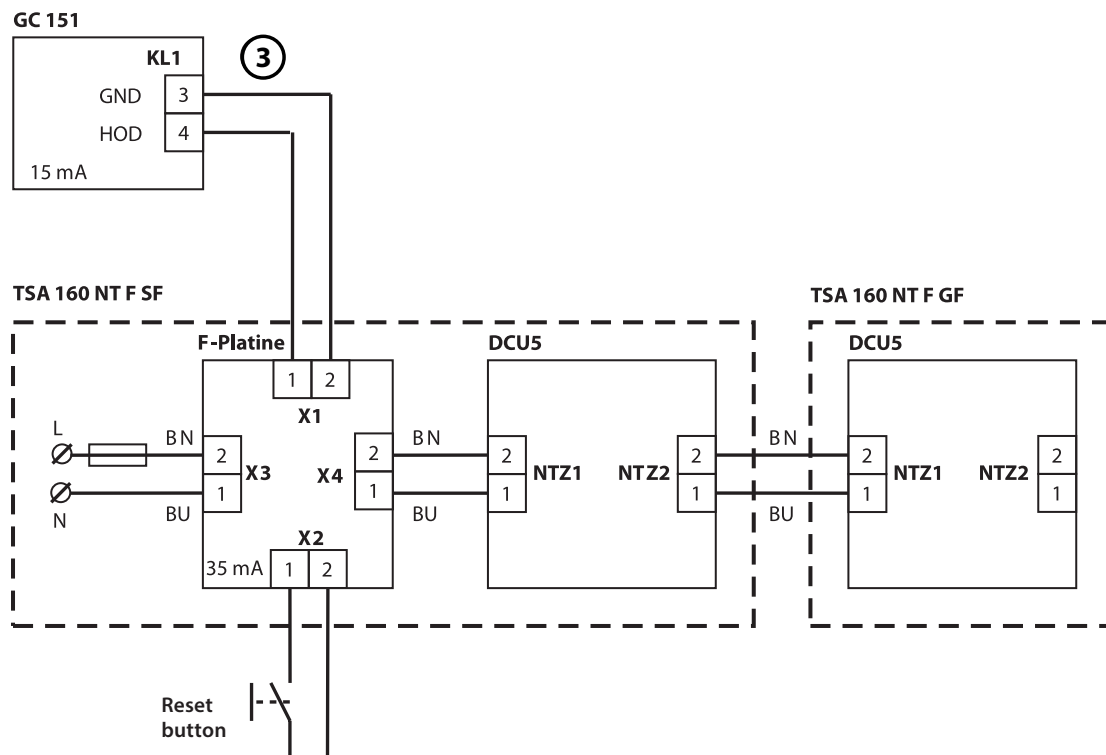 GC 151
KL1
3
GND
3
HOD
4
15 mA
TSA 160 NT F SF
TSA 160 NT F GF
F-Platine
DCU5
DCU5
1
2
X1
L
BN
2
X3
X4
2
BN
2
NTZ1
NTZ2
2
BN
2
NTZ1
NTZ2
2
N
BU
1
1
BU
1
1
BU
1
1
X2
35 mA
1
2
Reset
button